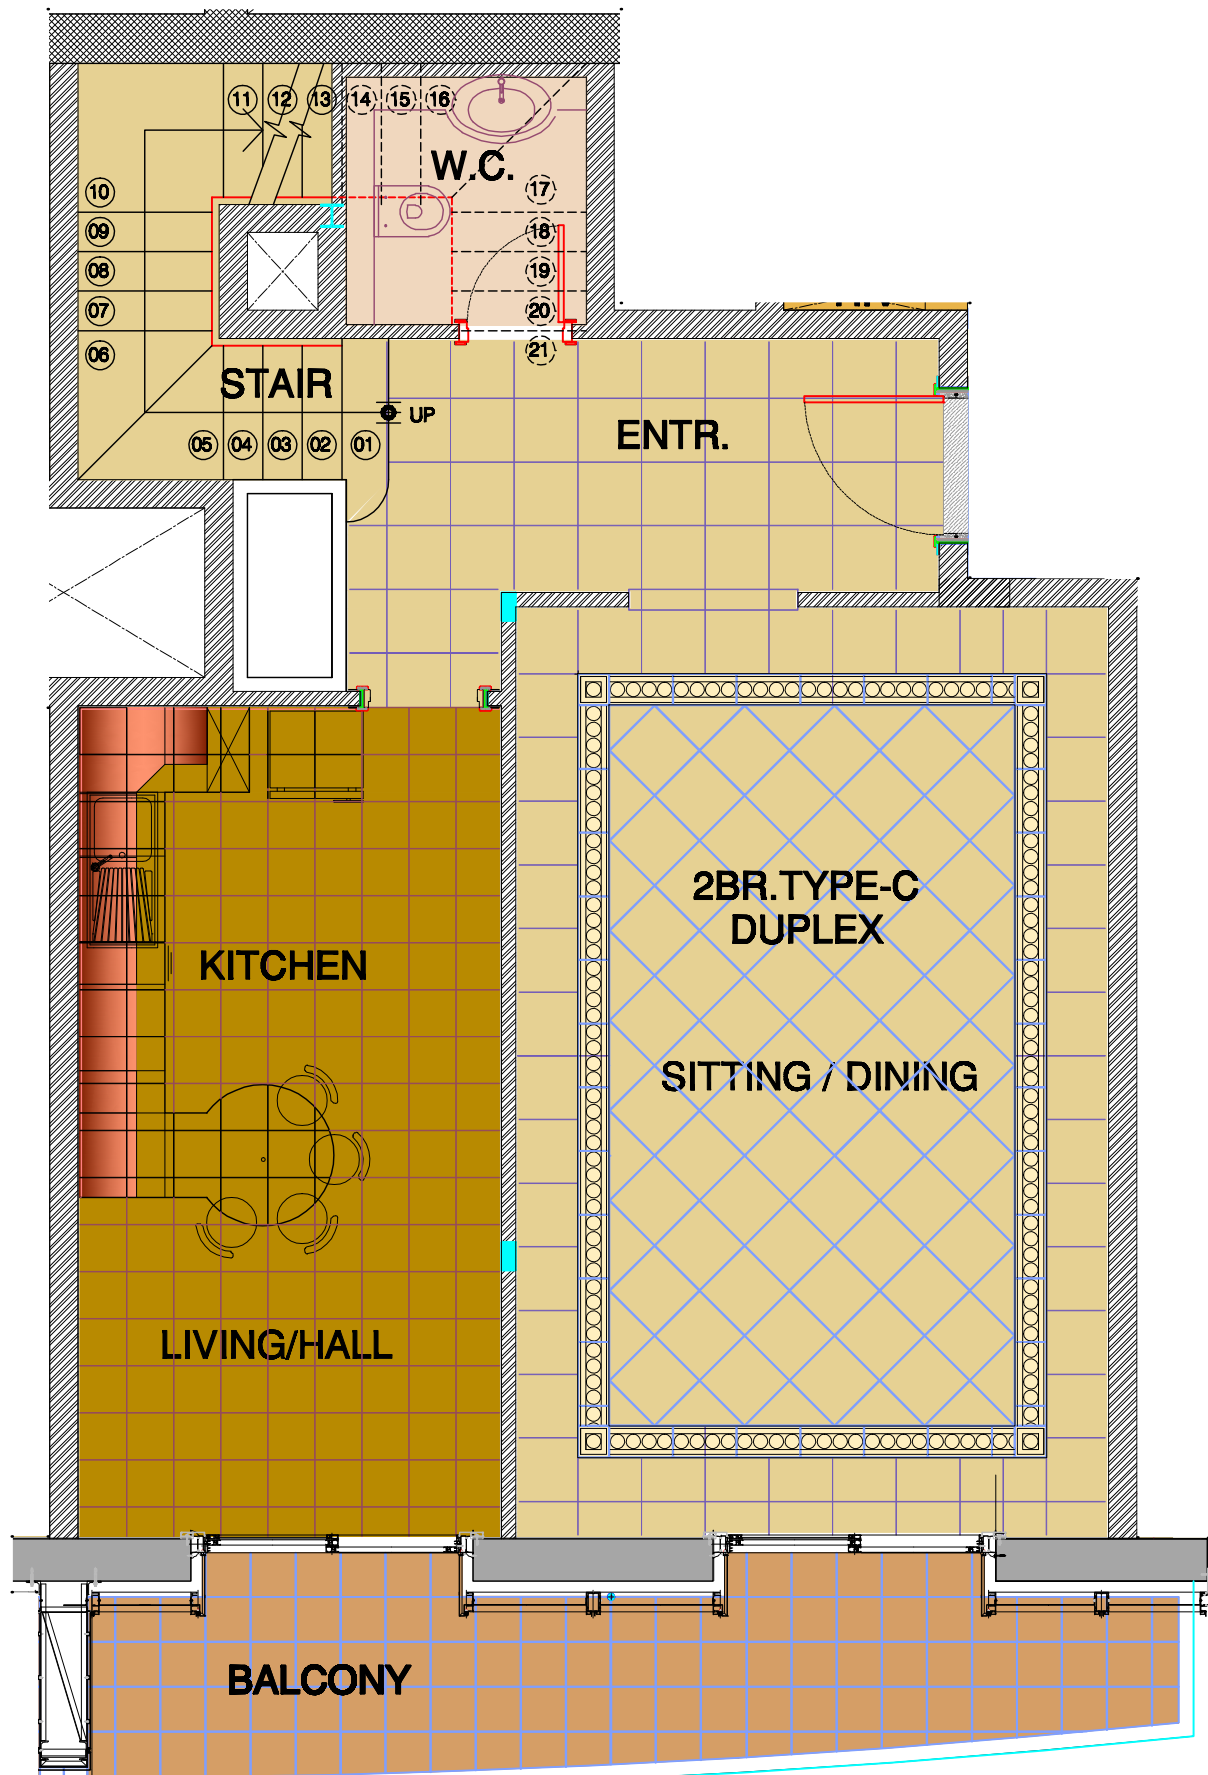 11 12 13 14 15 16
W.C.
10
17
09
18
08
19
07
20
06
21
STAIR
UP
ENTR.
05 04 03 02 01
2BR.TYPE-C
DUPLEX
KITCHEN
SITTING / DINING
LIVING/HALL
BALCONY